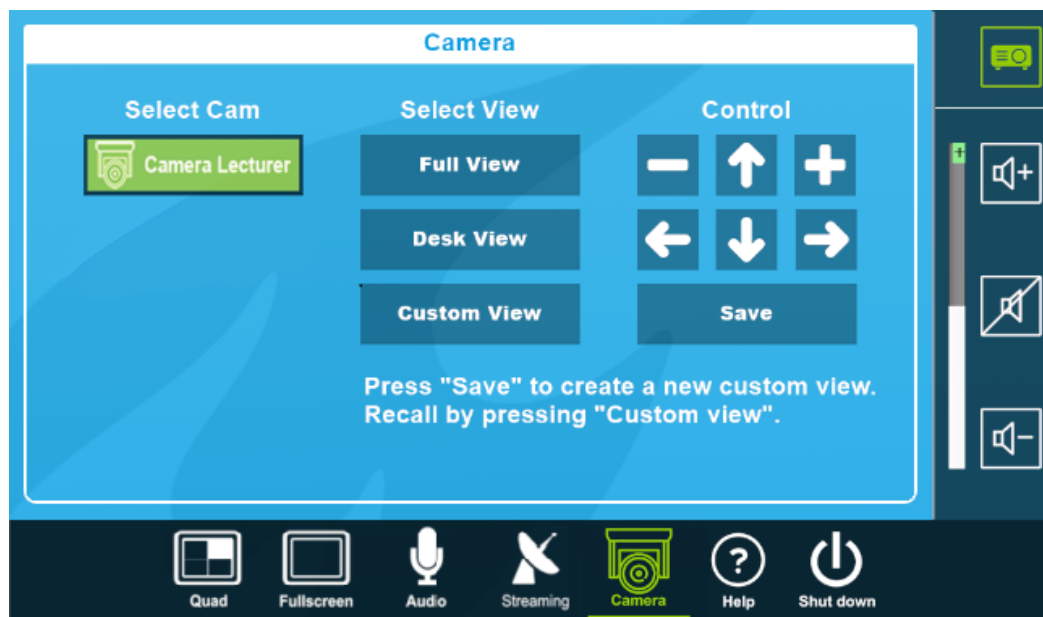 Camera
Select Cam
Select View
Control
Camera Lecturer
Full View
Desk View
Custom View
Save
Press "Save" to create a new custom view.
Recall by pressing "Custom view".
Quad
Fullscreen
Audio
Streaming
Camera
Help
Shut down